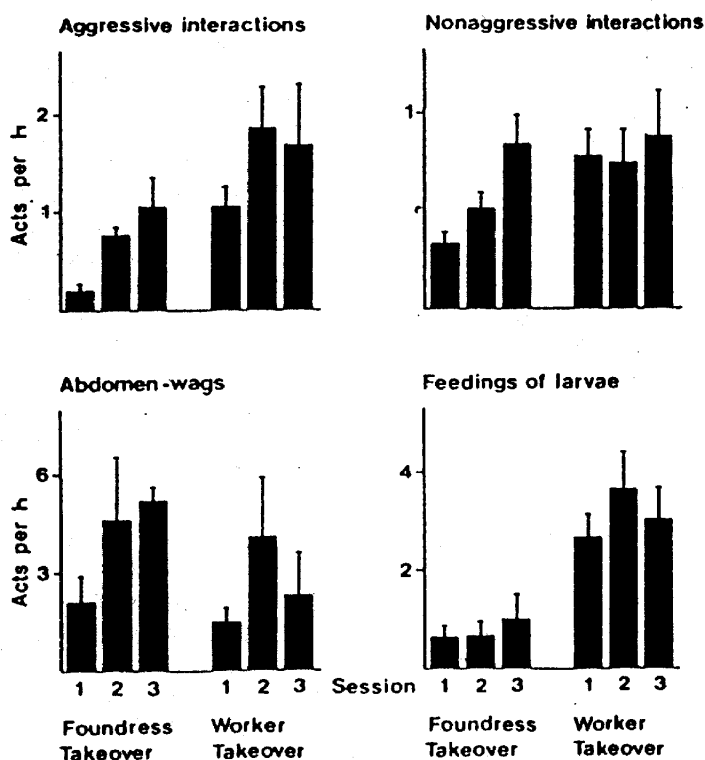 Aggressive interactions
Nonaggressive interactions
Acts per h
2
1
1
Abdomen-wags
Feedings of larvae
Acts per h
6
3
4
2
1 2 3 1 2 3 Session 1 2 3 1 2 3
Foundress Takeover
Worker Takeover
Foundress Takeover
Worker Takeover